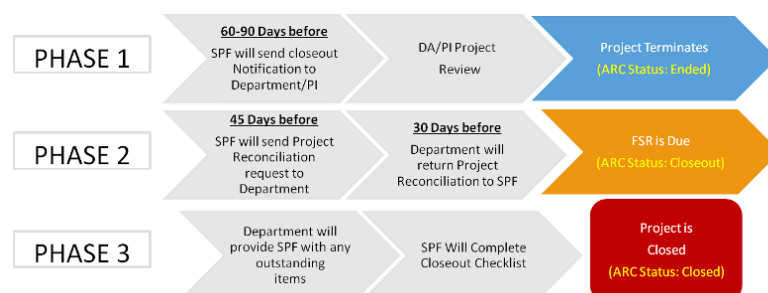 PHASE 1
60-90 Days before
SPF will send closeout
Notification to
Department/PI
DA/PI Project
Review
Project Terminates
(ARC Status: Ended)
PHASE 2
45 Days before
SPF will send Project
Reconciliation
request to
Department
30 Days before
Department will
return Project
Reconciliation to SPF
FSR is Due
(ARC Status: Closeout)
PHASE 3
Department will
provide SPF with any
outstanding
items
SPF Will Complete
Closeout Checklist
Project is
Closed
(ARC Status: Closed)